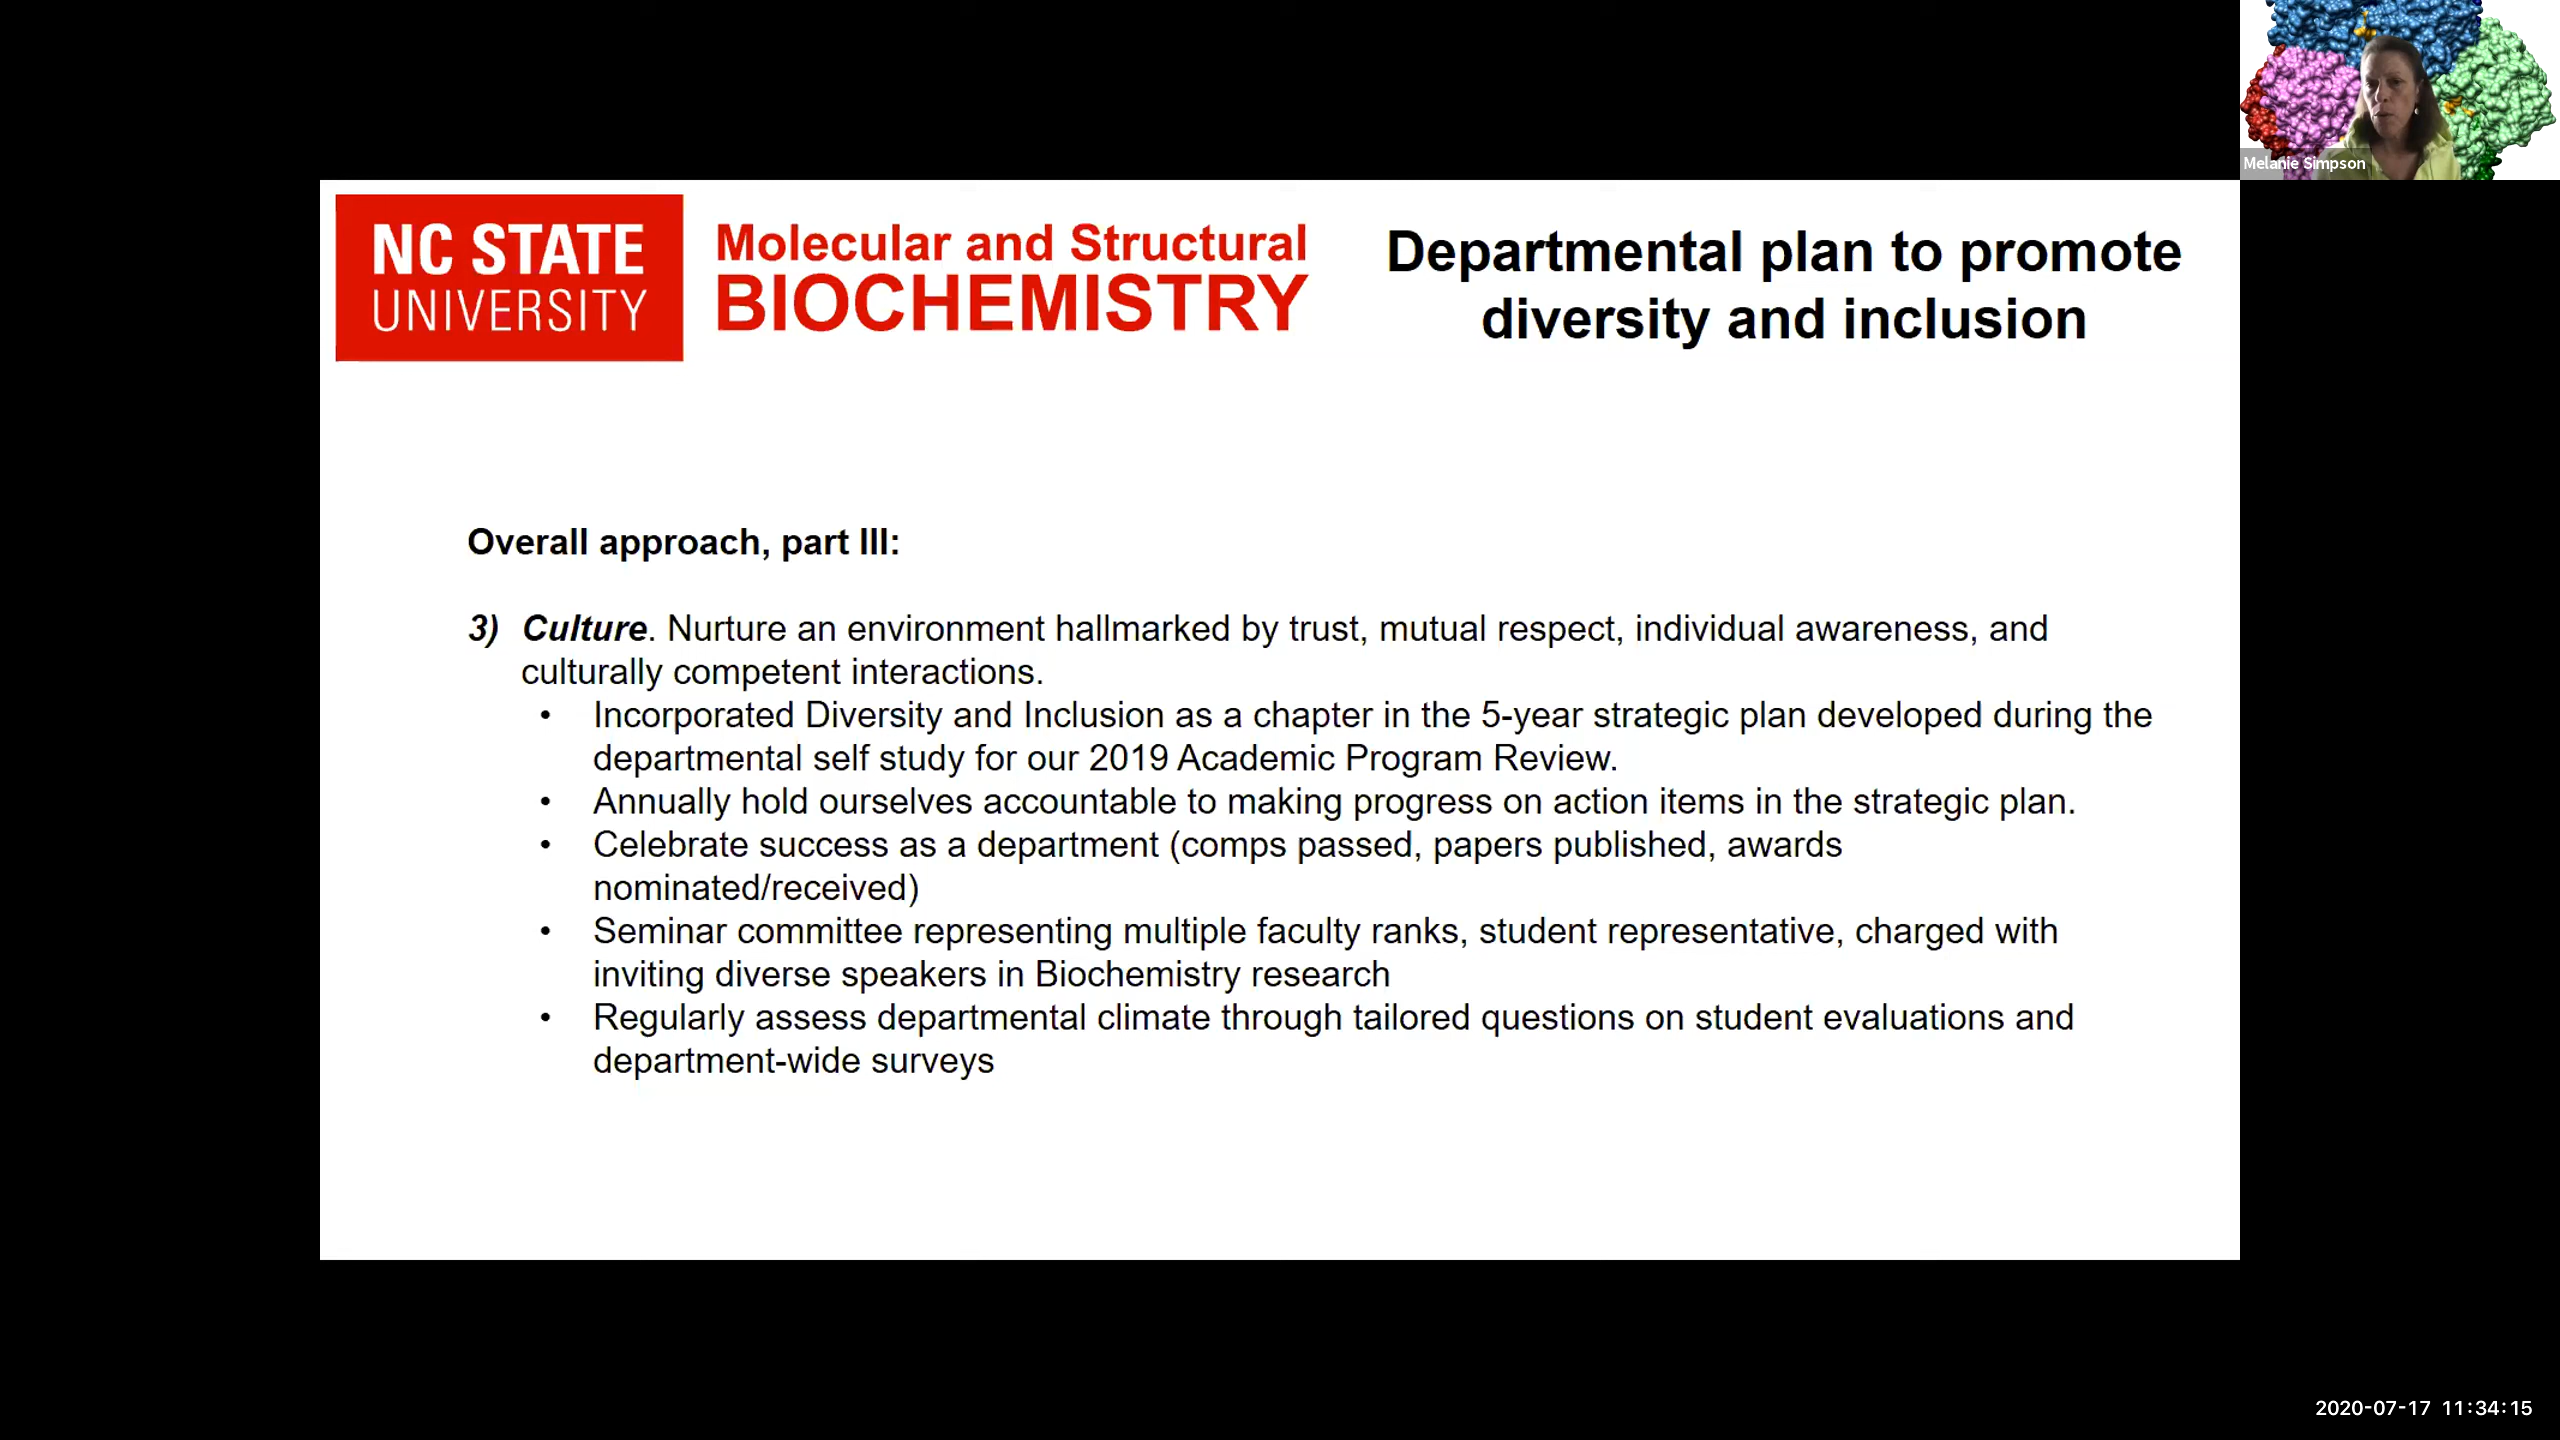 Melanie Simpson
NC STATE
UNIVERSITY
Molecular and Structural
BIOCHEMISTRY
Departmental plan to promote
diversity and inclusion
Overall approach, part III:
3) Culture. Nurture an environment hallmarked by trust, mutual respect, individual awareness, and
culturally competent interactions.
• Incorporated Diversity and Inclusion as a chapter in the 5-year strategic plan developed during the
departmental self study for our 2019 Academic Program Review.
• Annually hold ourselves accountable to making progress on action items in the strategic plan.
• Celebrate success as a department (comps passed, papers published, awards
nominated/received)
• Seminar committee representing multiple faculty ranks, student representative, charged with
inviting diverse speakers in Biochemistry research
• Regularly assess departmental climate through tailored questions on student evaluations and
department-wide surveys
2020-07-17 11:34:15